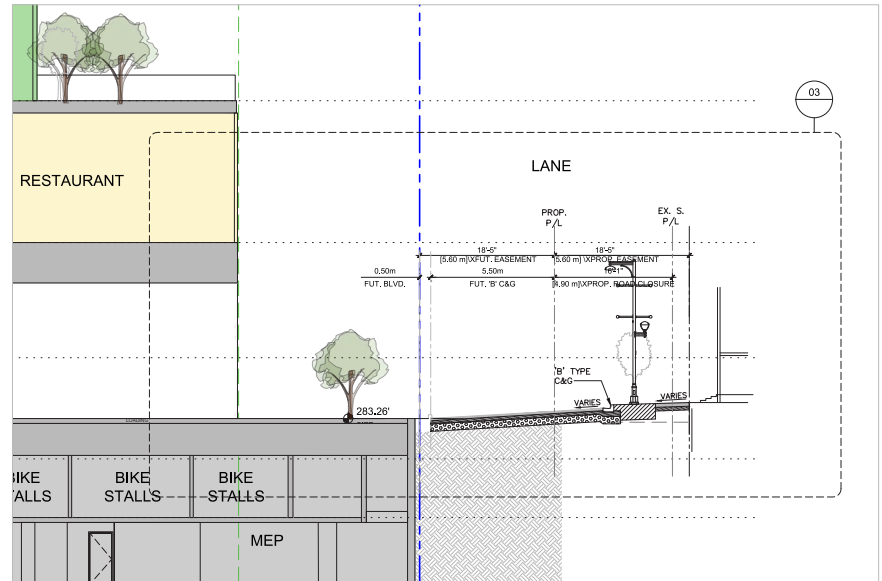 03
RESTAURANT
LANE
PROP.
P/L
EX. S.
P/L
18'-5"
18'-5"
[5.60 m]\XFUT. EASEMENT
[5.60 m]\XPROP. EASEMENT
0.50m
5.50m
16'-1"
FUT. BLVD.
FUT. 'B' C&G
[4.90 m]\XPROP. ROAD CLOSURE
'B' TYPE
C&G
VARIES
VARIES
283.26'
BIKE
STALLS
BIKE
STALLS
BIKE
STALLS
MEP